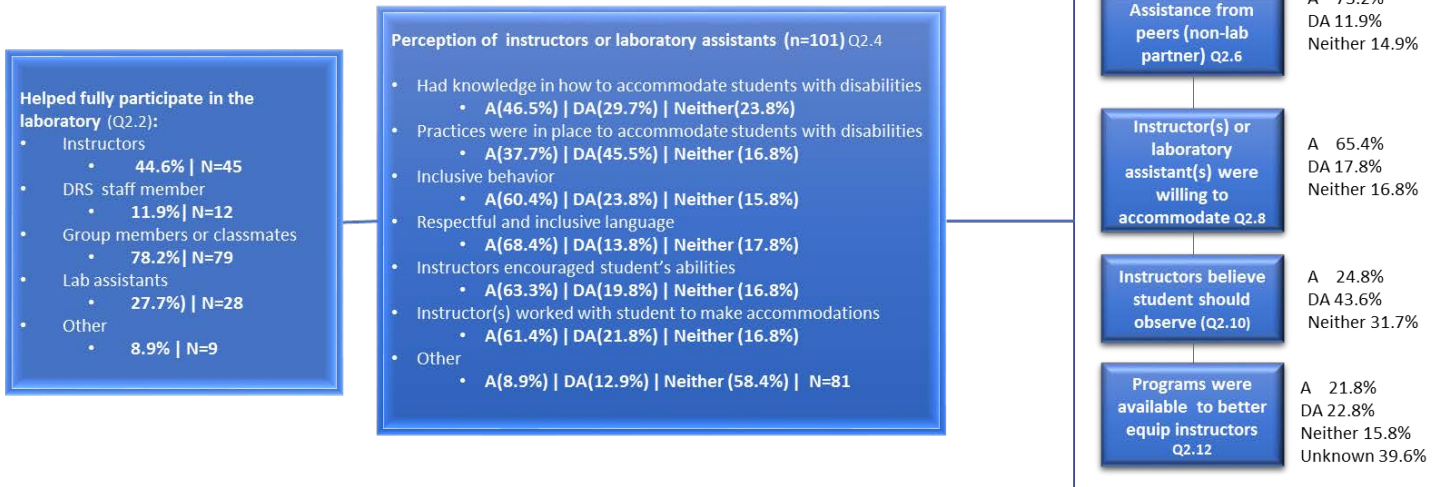 Helped fully participate in the
laboratory (Q2.2):
• Instructors
• 44.6% | N=45
• DRS staff member
• 11.9%| N=12
• Group members or classmates
• 78.2%| N=79
• Lab assistants
• 27.7%) | N=28
• Other
• 8.9% | N=9
Perception of instructors or laboratory assistants (n=101) Q2.4
• Had knowledge in how to accommodate students with disabilities
• A(46.5%) | DA(29.7%) | Neither(23.8%)
• Practices were in place to accommodate students with disabilities
• A(37.7%) | DA(45.5%) | Neither (16.8%)
• Inclusive behavior
• A(60.4%) | DA(23.8%) | Neither (15.8%)
• Respectful and inclusive language
• A(68.4%) | DA(13.8%) | Neither (17.8%)
• Instructors encouraged student's abilities
• A(63.3%) | DA(19.8%) | Neither (16.8%)
• Instructor(s) worked with student to make accommodations
• A(61.4%) | DA(21.8%) | Neither (16.8%)
• Other
• A(8.9%) | DA(12.9%) | Neither (58.4%) | N=81
Assistance from
peers (non-lab
partner) Q2.6
A
DA 11.9%
Neither 14.9%
Instructor(s) or
laboratory
assistant(s) were
willing to
accommodate Q2.8
A 65.4%
DA 17.8%
Neither 16.8%
Instructors believe
student should
observe (Q2.10)
A 24.8%
DA 43.6%
Neither 31.7%
Programs were
available to better
equip instructors
Q2.12
A 21.8%
DA 22.8%
Neither 15.8%
Unknown 39.6%